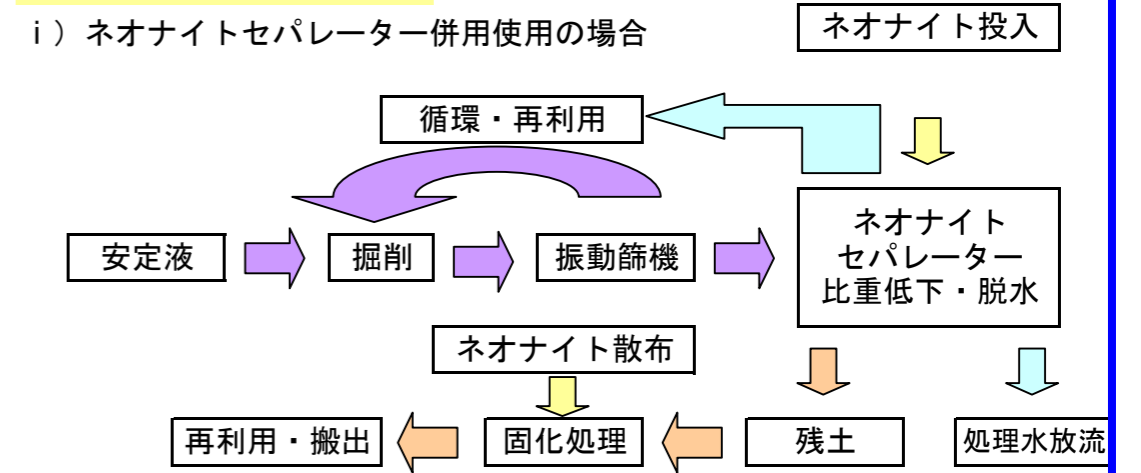 ⅰ）ネオナイトセパレーター併用使用の場合
ネオナイト投入
循環・再利用
安定液
掘削
振動篩機
ネオナイト
セパレーター
比重低下・脱水
ネオナイト散布
再利用・搬出
固化処理
残土
処理水放流